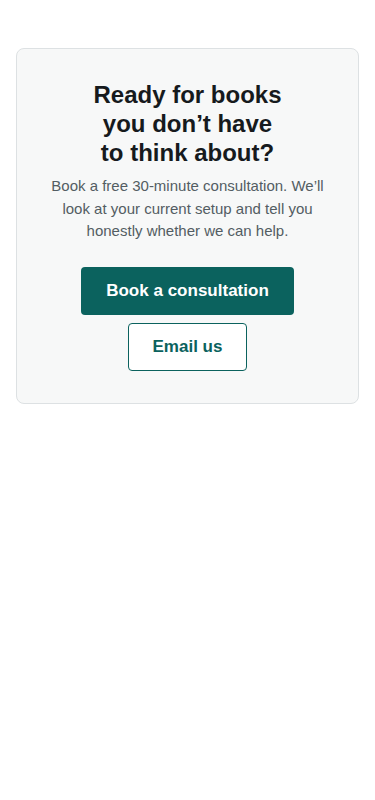 Ready for books
you don’t have
to think about?
Book a free 30-minute consultation. We’ll
look at your current setup and tell you
honestly whether we can help.
Book a consultation
Email us